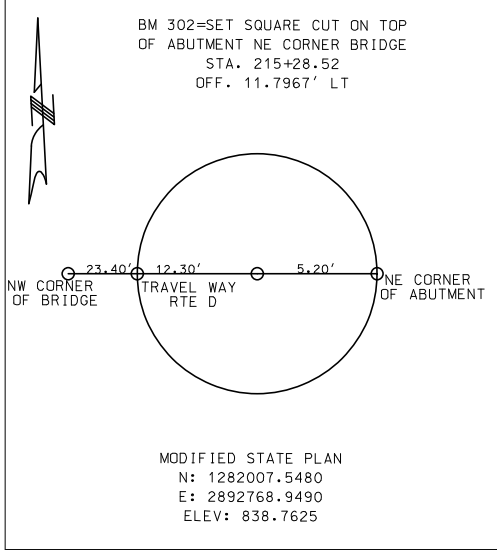 BM 302=SET SQUARE CUT ON TOP
OF ABUTMENT NE CORNER BRIDGE
STA. 215+28.52
OFF. 11.7967' LT
N
23.40' 12.30' 5.20'
NW CORNER
OF BRIDGE
TRAVEL WAY
RTE D
NE CORNER
OF ABUTMENT
MODIFIED STATE PLAN
N: 1282007.5480
E: 2892768.9490
ELEV: 838.7625